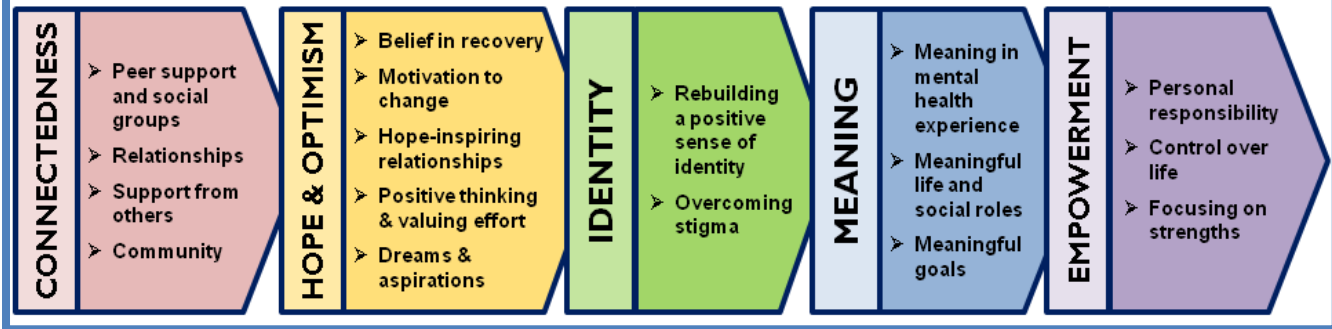 CONNECTEDNESS
➢ Peer support
and social
groups
➢ Relationships
➢ Support from
others
➢ Community
HOPE & OPTIMISM
➢ Belief in recovery
➢ Motivation to
change
➢ Hope-inspiring
relationships
➢ Positive thinking
& valuing effort
➢ Dreams &
aspirations
IDENTITY
➢ Rebuilding
a positive
sense of
identity
➢ Overcoming
stigma
MEANING
➢ Meaning in
mental
health
experience
➢ Meaningful
life and
social roles
➢ Meaningful
goals
EMPOWERMENT
➢ Personal
responsibility
➢ Control over
life
➢ Focusing on
strengths